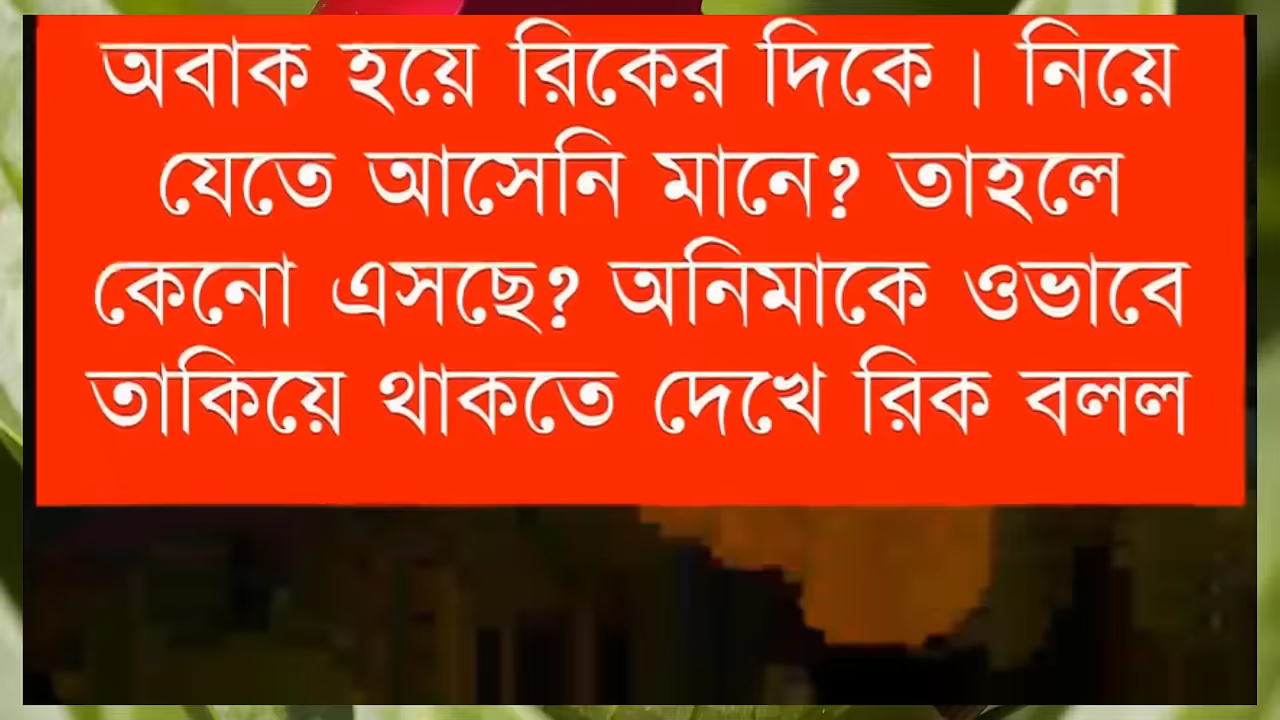 অবাক হয়ে রিকের দিকে । নিয়ে
যেতে আসেনি মানে? তাহলে
কেনো এসছে? অনিমাকে ওভাবে
তাকিয়ে থাকতে দেখে রিক বলল